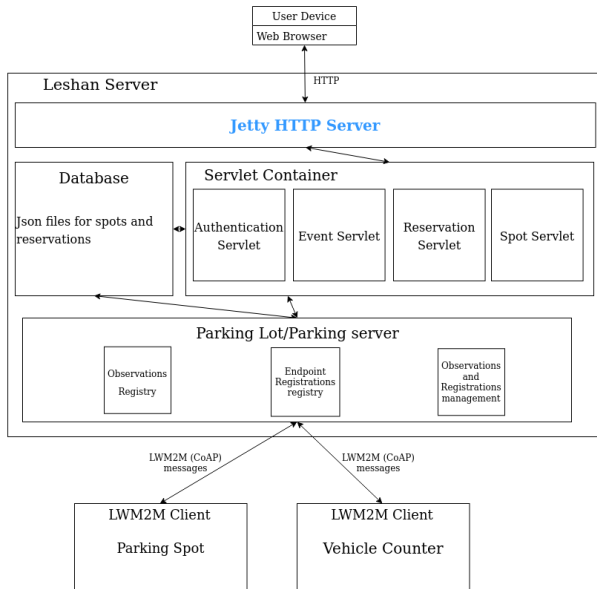 User Device
Web Browser
HTTP
Leshan Server
Jetty HTTP Server
Database
Json files for spots and
reservations
Servlet Container
Authentication
Servlet
Event Servlet
Reservation
Servlet
Spot Servlet
Parking Lot/Parking server
Observations
Registry
Endpoint
Registrations
registry
Observations
and
Registrations
management
LWM2M (CoAP)
messages
LWM2M (CoAP)
messages
LWM2M Client
Parking Spot
LWM2M Client
Vehicle Counter